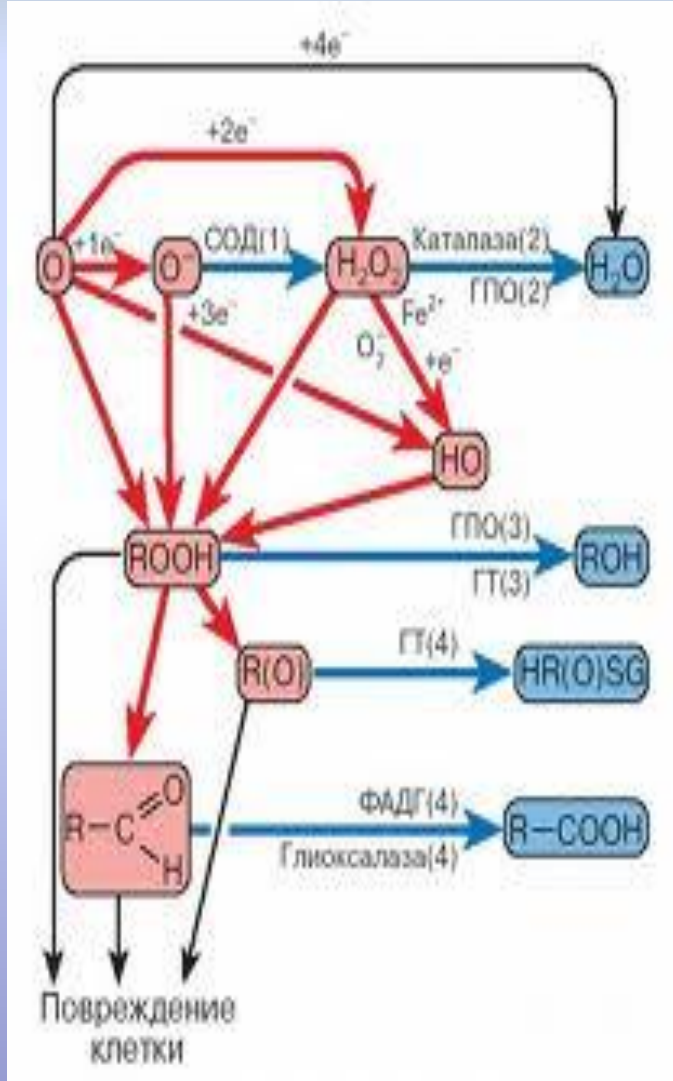 +4e⁻
+2e⁻
O
+1e⁻
O⁻
СОД(1)
H₂O₂
Каталаза(2)
ГПО(2)
H₂O
+3e⁻
Fe²⁺
O₂⁻
+e⁻
HO
ROOH
ГПО(3)
ГТ(3)
ROH
R(O)
ГТ(4)
HR(O)SG
R–C
O
H
ФАДГ(4)
Глиоксалаза(4)
R–COOH
Повреждение
клетки